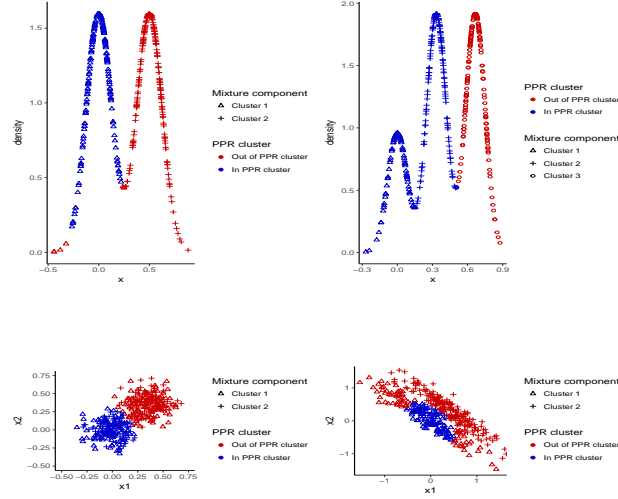 1.5
1.0
0.5
0.0
density
−0.5
0.0
0.5
x
Mixture component
Cluster 1
Cluster 2
PPR cluster
Out of PPR cluster
In PPR cluster
2.0
1.5
1.0
0.5
0.0
density
−0.3
0.0
0.3
0.6
0.9
x
PPR cluster
Out of PPR cluster
In PPR cluster
Mixture component
Cluster 1
Cluster 2
Cluster 3
0.75
0.50
0.25
0.00
−0.25
−0.50
x2
−0.50
−0.25
0.00
0.25
0.50
0.75
x1
Mixture component
Cluster 1
Cluster 2
PPR cluster
Out of PPR cluster
In PPR cluster
1
0
−1
x2
−1
0
1
x1
Mixture component
Cluster 1
Cluster 2
PPR cluster
Out of PPR cluster
In PPR cluster